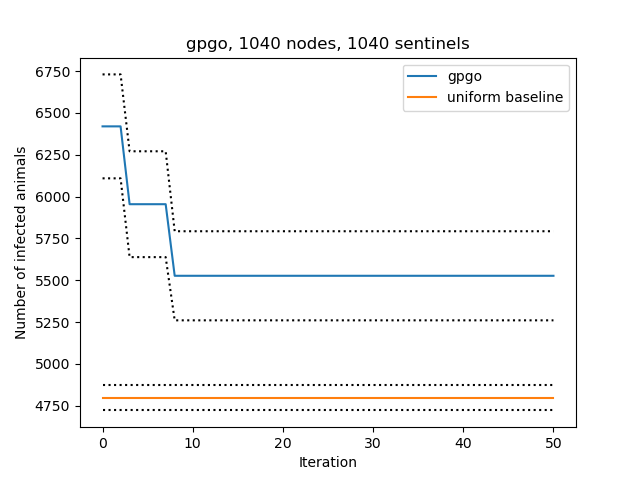 gpgo, 1040 nodes, 1040 sentinels
gpgo
uniform baseline
Number of infected animals
6750
6500
6250
6000
5750
5500
5250
5000
4750
0 10 20 30 40 50
Iteration